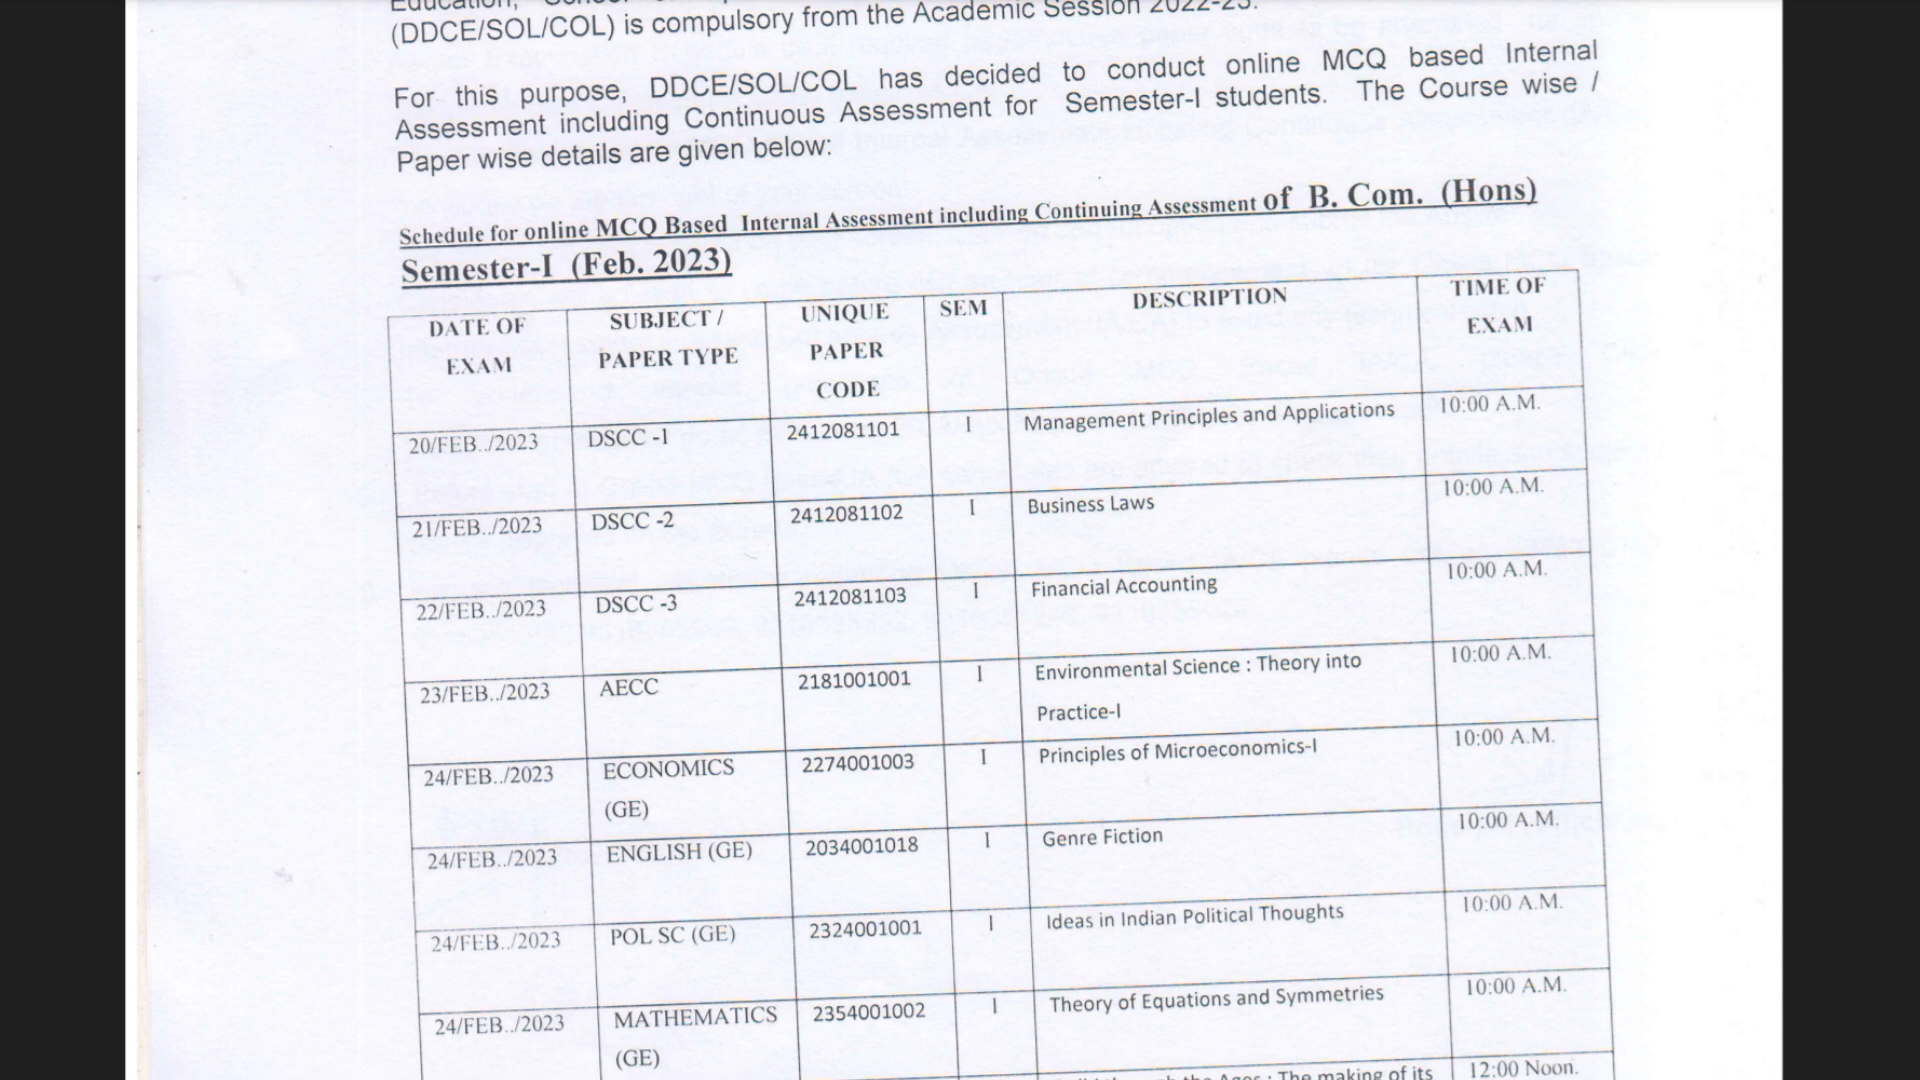 (DDCE/SOL/COL) is compulsory from the Academic Session 2022-23.
For this purpose, DDCE/SOL/COL has decided to conduct online MCQ based Internal
Assessment including Continuous Assessment for Semester-I students. The Course wise /
Paper wise details are given below:
Schedule for online MCQ Based Internal Assessment including Continuing Assessment of B. Com. (Hons)
Semester-I (Feb. 2023)
DATE OF EXAM SUBJECT / PAPER TYPE UNIQUE PAPER CODE SEM DESCRIPTION TIME OF EXAM
20/FEB../2023 DSCC -1 2412081101 I Management Principles and Applications 10:00 A.M.
21/FEB../2023 DSCC -2 2412081102 I Business Laws 10:00 A.M.
22/FEB../2023 DSCC -3 2412081103 I Financial Accounting 10:00 A.M.
23/FEB../2023 AECC 2181001001 I Environmental Science : Theory into Practice-I 10:00 A.M.
24/FEB../2023 ECONOMICS (GE) 2274001003 I Principles of Microeconomics-I 10:00 A.M.
24/FEB../2023 ENGLISH (GE) 2034001018 I Genre Fiction 10:00 A.M.
24/FEB../2023 POL SC (GE) 2324001001 I Ideas in Indian Political Thoughts 10:00 A.M.
24/FEB../2023 MATHEMATICS (GE) 2354001002 I Theory of Equations and Symmetries 10:00 A.M.
the Ages : The making of its 12:00 Noon.